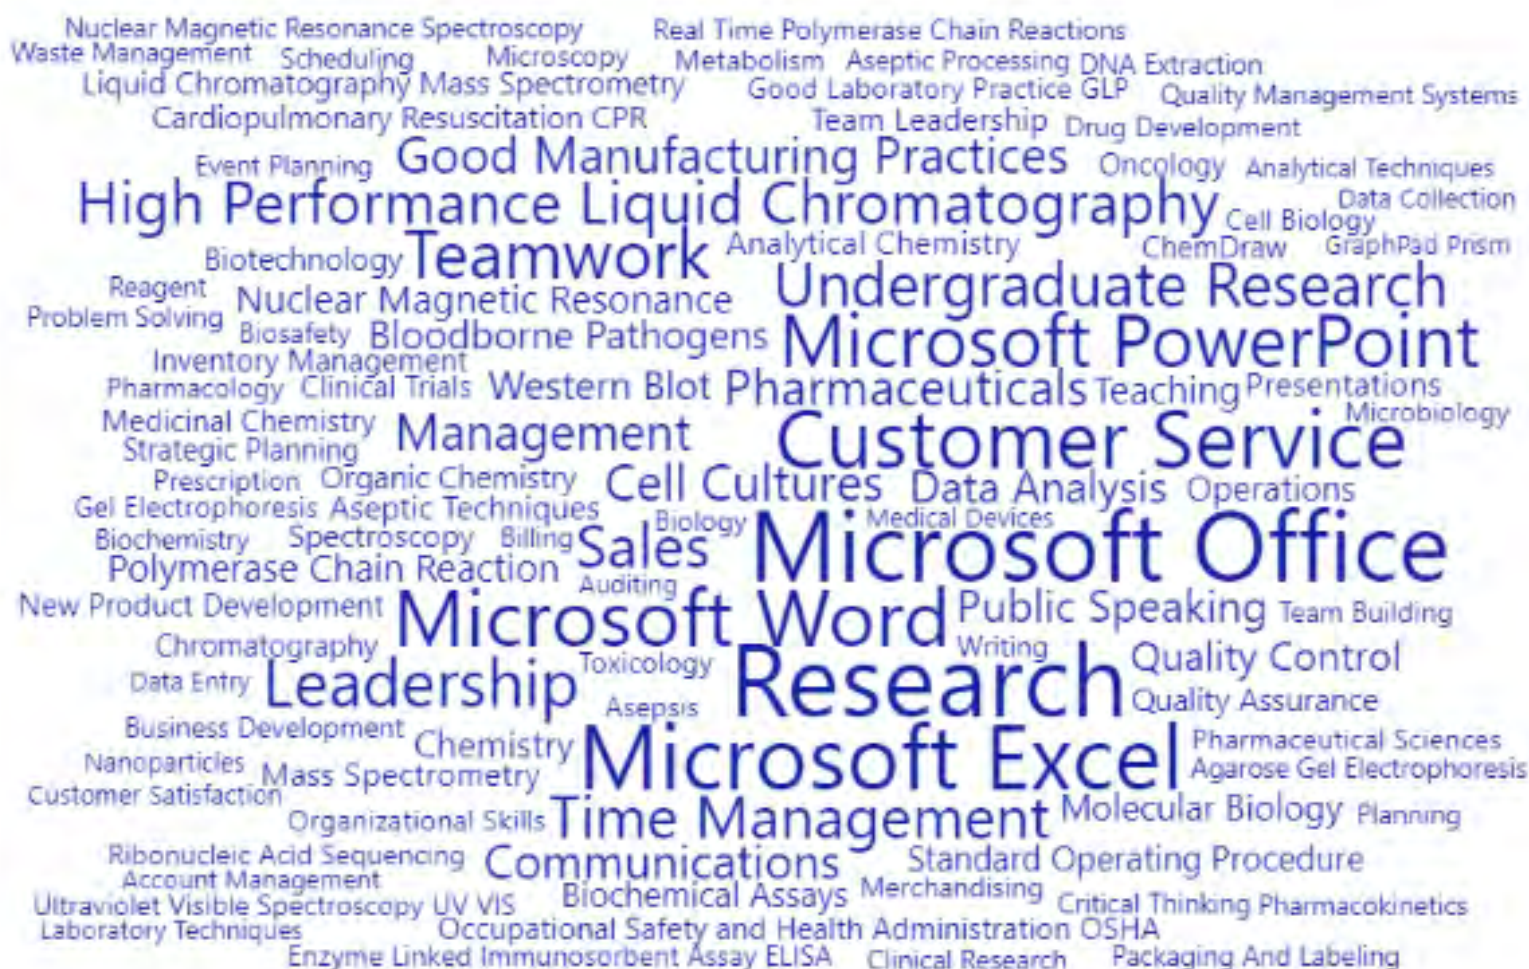 Nuclear Magnetic Resonance Spectroscopy Real Time Polymerase Chain Reactions
Waste Management Scheduling Microscopy Metabolism Aseptic Processing DNA Extraction
Liquid Chromatography Mass Spectrometry Good Laboratory Practice GLP Quality Management Systems
Cardiopulmonary Resuscitation CPR Team Leadership Drug Development
Event Planning Good Manufacturing Practices Oncology Analytical Techniques
High Performance Liquid Chromatography Data Collection
Cell Biology
Biotechnology Teamwork Analytical Chemistry ChemDraw GraphPad Prism
Reagent Nuclear Magnetic Resonance Undergraduate Research
Problem Solving Biosafety Bloodborne Pathogens Microsoft PowerPoint
Inventory Management
Pharmacology Clinical Trials Western Blot Pharmaceuticals Teaching Presentations
Medicinal Chemistry Management Customer Service Microbiology
Strategic Planning
Prescription Organic Chemistry Cell Cultures Data Analysis Operations
Gel Electrophoresis Aseptic Techniques Biology Medical Devices
Biochemistry Spectroscopy Billing Sales Microsoft Office
Polymerase Chain Reaction Auditing
New Product Development Microsoft Word Public Speaking Team Building
Chromatography Toxicology Writing Quality Control
Data Entry Leadership Asepsis Research Quality Assurance
Business Development Chemistry Microsoft Excel Pharmaceutical Sciences
Nanoparticles Mass Spectrometry Agarose Gel Electrophoresis
Customer Satisfaction
Organizational Skills Time Management Molecular Biology Planning
Ribonucleic Acid Sequencing Communications Standard Operating Procedure
Account Management Biochemical Assays Merchandising
Ultraviolet Visible Spectroscopy UV VIS Critical Thinking Pharmacokinetics
Laboratory Techniques Occupational Safety and Health Administration OSHA
Enzyme Linked Immunosorbent Assay ELISA Clinical Research Packaging And Labeling